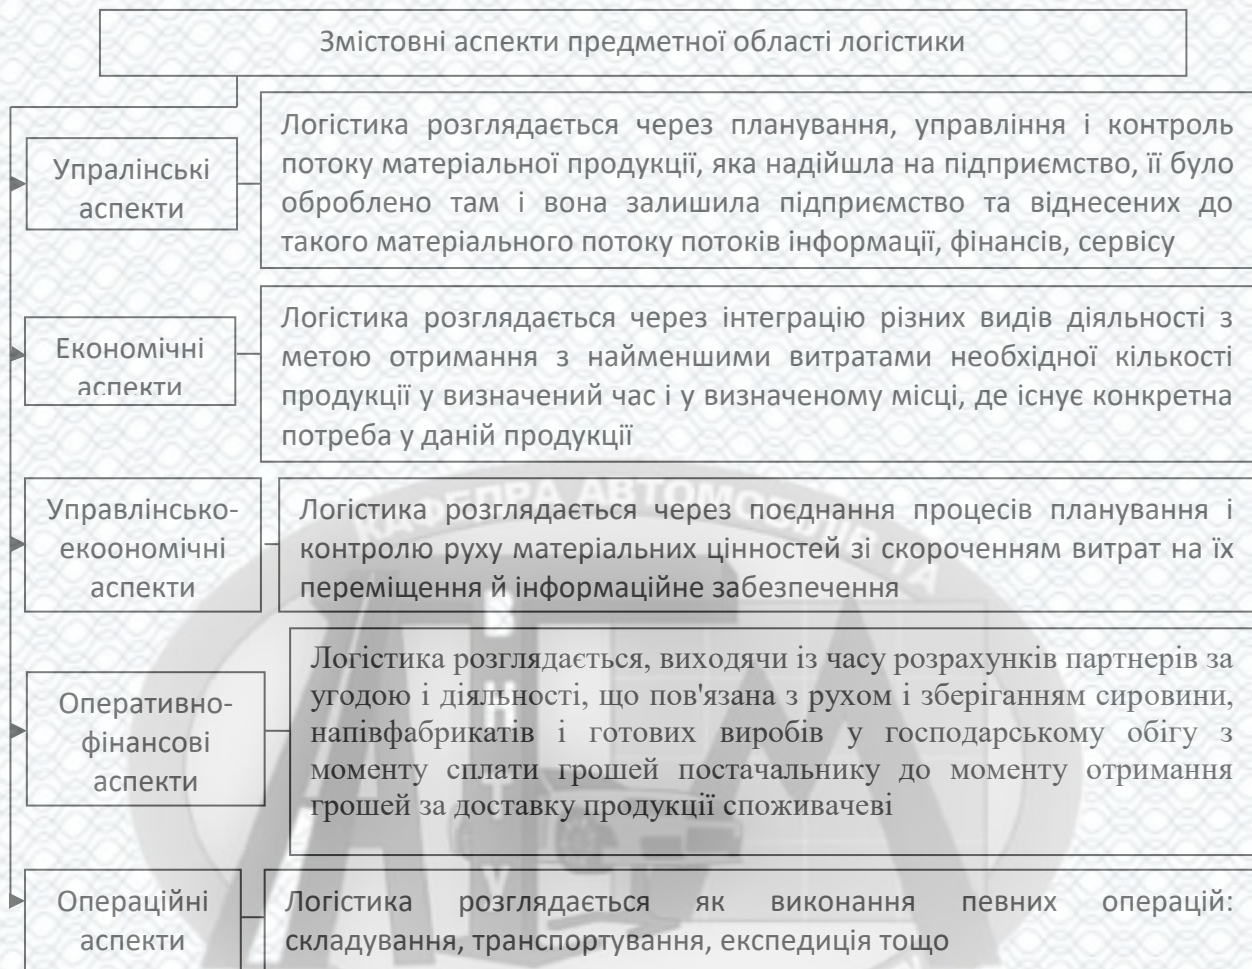 Змістовні аспекти предметної області логістики
Упралінські
аспекти
Логістика розглядається через планування, управління і контроль
потоку матеріальної продукції, яка надійшла на підприємство, її було
оброблено там і вона залишила підприємство та віднесених до
такого матеріального потоку потоків інформації, фінансів, сервісу
Економічні
аспекти
Логістика розглядається через інтеграцію різних видів діяльності з
метою отримання з найменшими витратами необхідної кількості
продукції у визначений час і у визначеному місці, де існує конкретна
потреба у даній продукції
Управлінсько-
екоономічні
аспекти
Логістика розглядається через поєднання процесів планування і
контролю руху матеріальних цінностей зі скороченням витрат на їх
переміщення й інформаційне забезпечення
Оперативно-
фінансові
аспекти
Логістика розглядається, виходячи із часу розрахунків партнерів за
угодою і діяльності, що пов'язана з рухом і зберіганням сировини,
напівфабрикатів і готових виробів у господарському обігу з
моменту сплати грошей постачальнику до моменту отримання
грошей за доставку продукції споживачеві
Операційні
аспекти
Логістика розглядається як виконання певних операцій:
складування, транспортування, експедиція тощо
ВНТУ